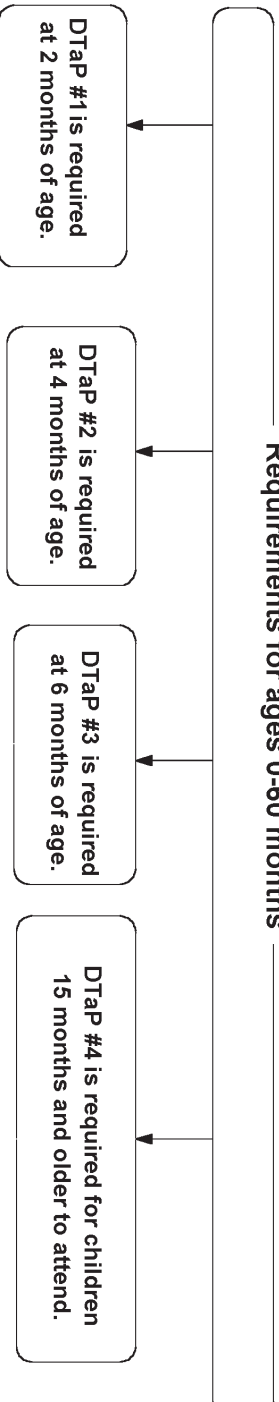 Requirements for ages 0-60 months
DTaP #1 is required
at 2 months of age.
DTaP #2 is required
at 4 months of age.
DTaP #3 is required
at 6 months of age.
DTaP #4 is required for children
15 months and older to attend.